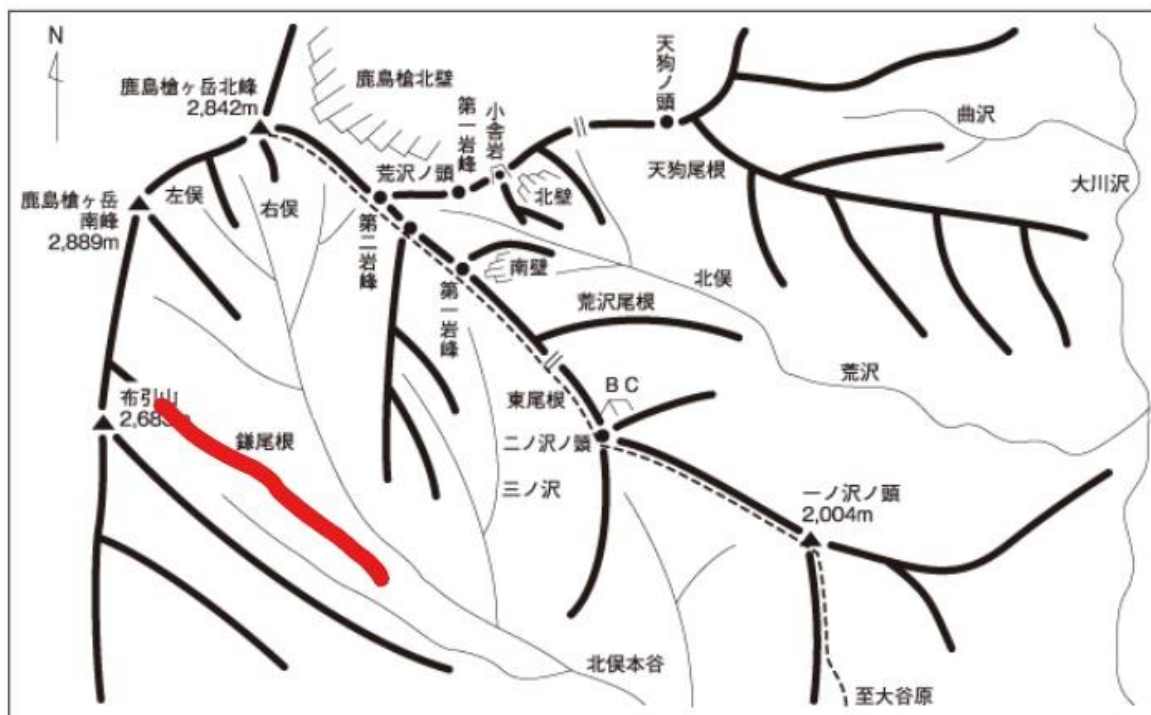 N
鹿島槍ヶ岳北峰
2,842m
鹿島槍北壁
天狗ノ頭
小舎岩
第一岩峰
荒沢ノ頭
曲沢
天狗尾根
大川沢
鹿島槍ヶ岳
南峰
2,889m
左俣
右俣
北壁
第二岩峰
南壁
北俣
第一岩峰
荒沢尾根
荒沢
布引山
鎌尾根
東尾根
BC
二ノ沢ノ頭
三ノ沢
一ノ沢ノ頭
2,004m
北俣本谷
至大谷原